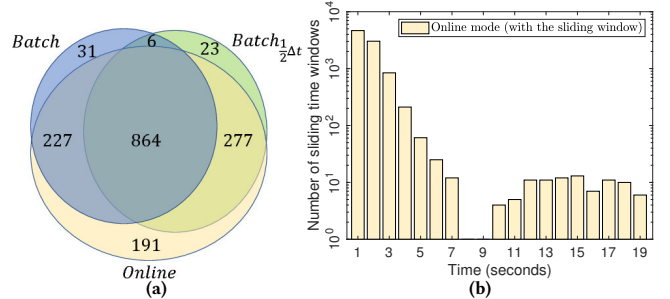 Batch
31
6
23
Batch½Δt
227
864
277
191
Online
(a)
Number of sliding time windows
10⁴
10³
10²
10¹
10⁰
Online mode (with the sliding window)
1 3 5 7 9 11 13 15 17 19
Time (seconds)
(b)